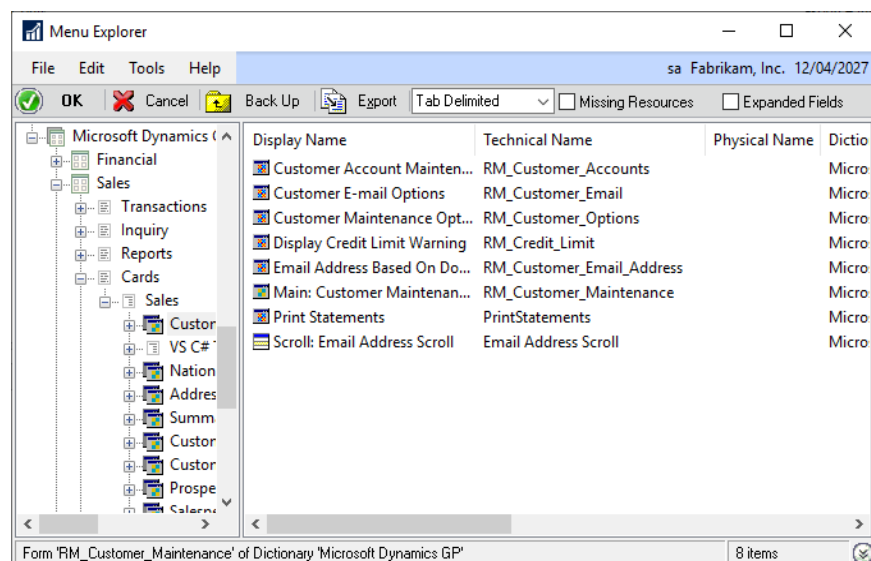 Menu Explorer
File Edit Tools Help sa Fabrikam, Inc. 12/04/2027
OK Cancel Back Up Export Tab Delimited Missing Resources Expanded Fields
Microsoft Dynamics (
Financial
Sales
Transactions
Inquiry
Reports
Cards
Sales
Custor
VS C#
Nation
Addres
Summ
Custor
Custor
Prospe
Salespe
Display Name Technical Name Physical Name Dictio
Customer Account Mainten... RM_Customer_Accounts Micro
Customer E-mail Options RM_Customer_Email Micro
Customer Maintenance Opt... RM_Customer_Options Micro
Display Credit Limit Warning RM_Credit_Limit Micro
Email Address Based On Do... RM_Customer_Email_Address Micro
Main: Customer Maintenan... RM_Customer_Maintenance Micro
Print Statements PrintStatements Micro
Scroll: Email Address Scroll Email Address Scroll Micro
Form 'RM_Customer_Maintenance' of Dictionary 'Microsoft Dynamics GP' 8 items